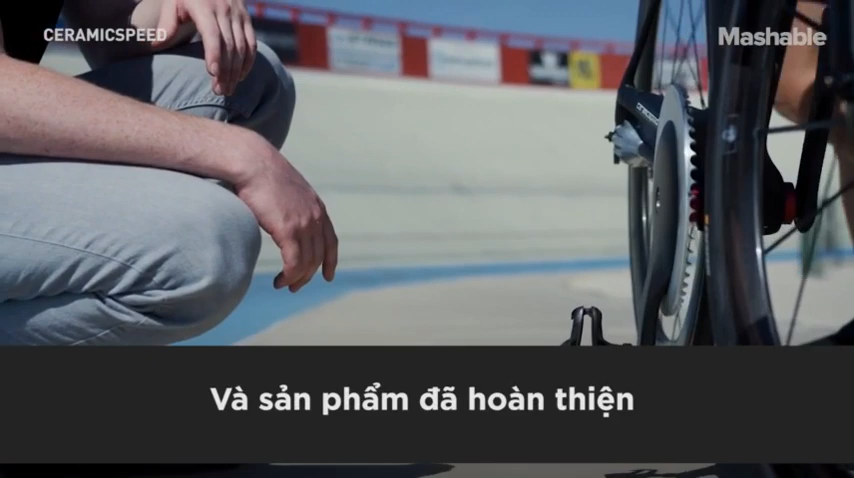 CERAMICSPEED
Mashable
Và sản phẩm đã hoàn thiện